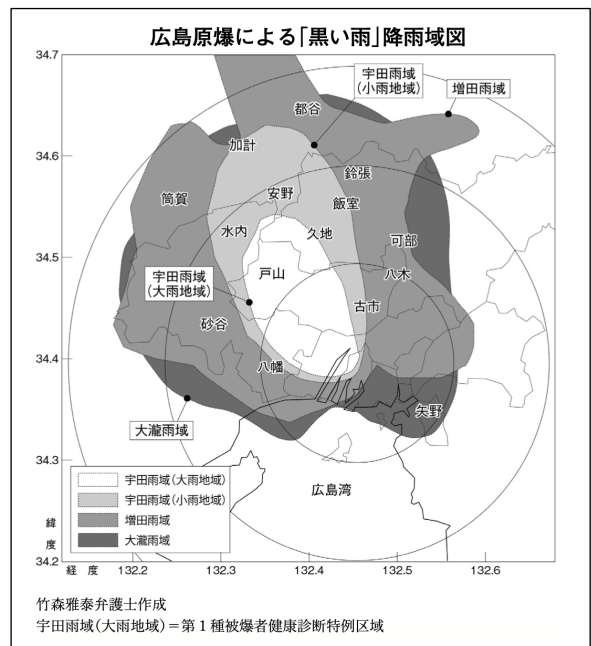 広島原爆による「黒い雨」降雨域図
34.7
34.6
34.5
34.4
34.3
34.2
宇田雨域
(小雨地域)
増田雨域
都谷
加計
鈴張
安野
筒賀
飯室
水内
久地
可部
戸山
八木
宇田雨域
(大雨地域)
古市
砂谷
八幡
矢野
大瀧雨域
広島湾
宇田雨域(大雨地域)
宇田雨域(小雨地域)
増田雨域
大瀧雨域
緯度
経度
132.2
132.3
132.4
132.5
132.6
竹森雅泰弁護士作成
宇田雨域(大雨地域)=第1種被爆者健康診断特例区域